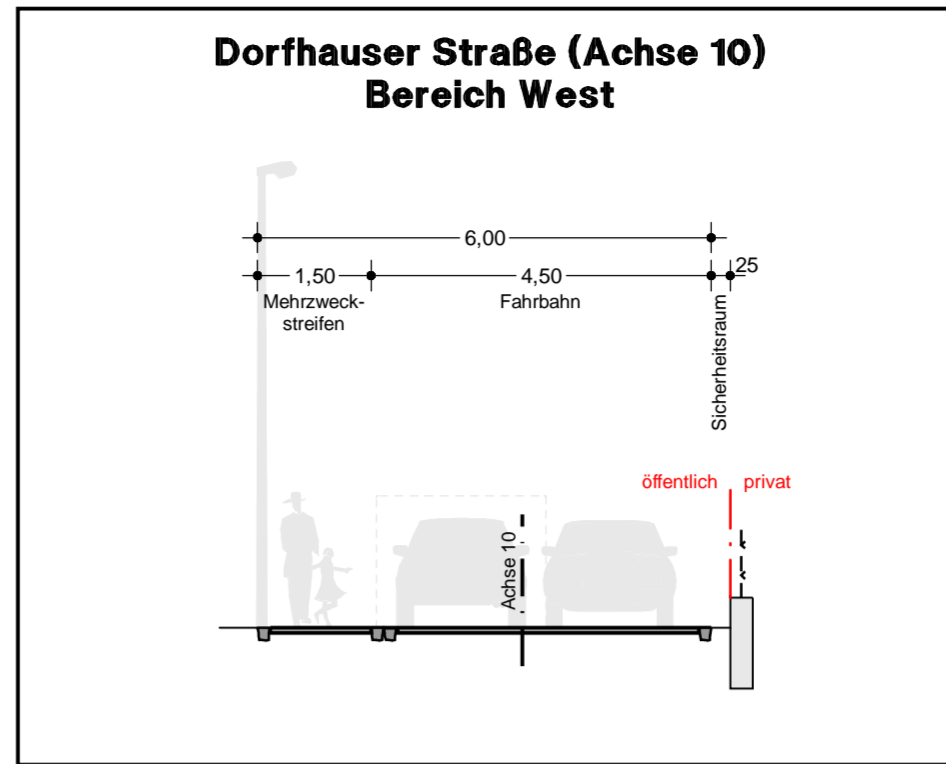 Dorfhauser Straße (Achse 10)
Bereich West
6,00
1,50
4,50
25
Mehrzweck-
streifen
Fahrbahn
Sicherheitsraum
öffentlich
privat
Achse 10